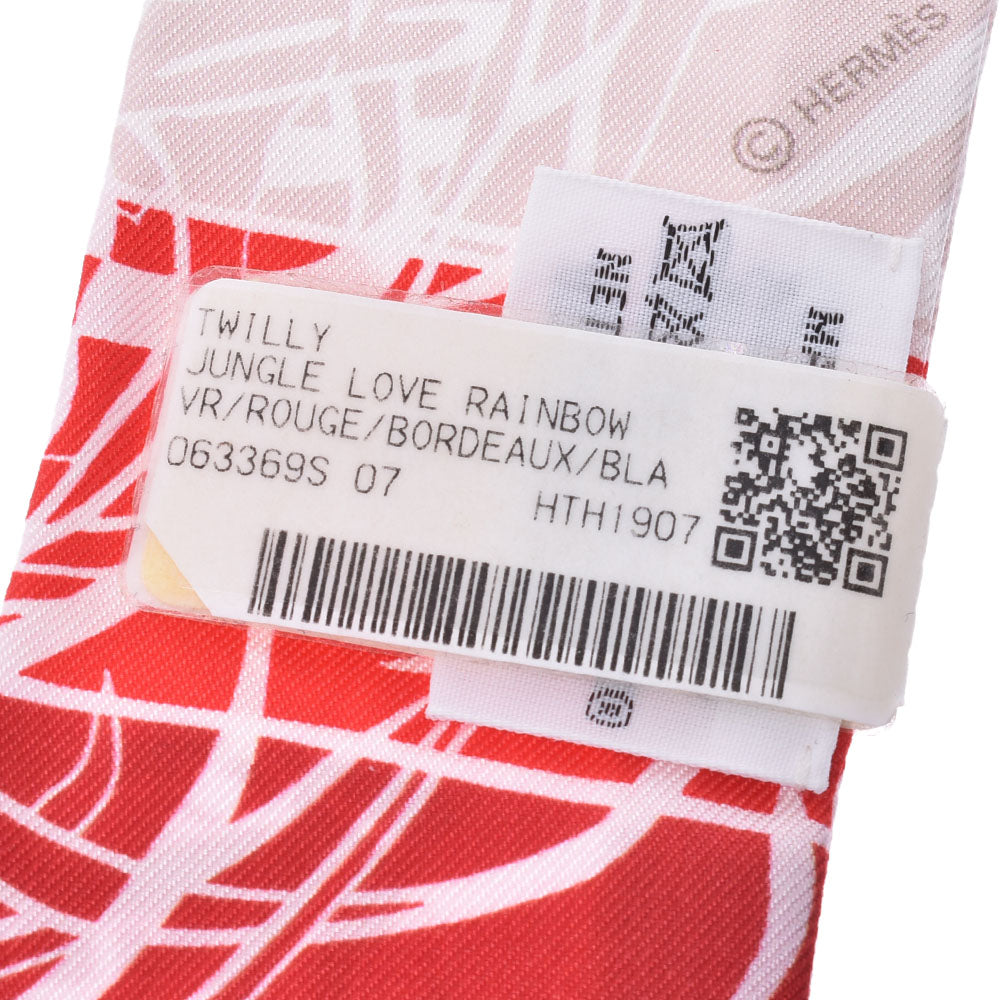 © HERMÈS
TWILLY
JUNGLE LOVE RAINBOW
VR/ROUGE/BORDEAUX/BLA
063369S 07
HTH1907